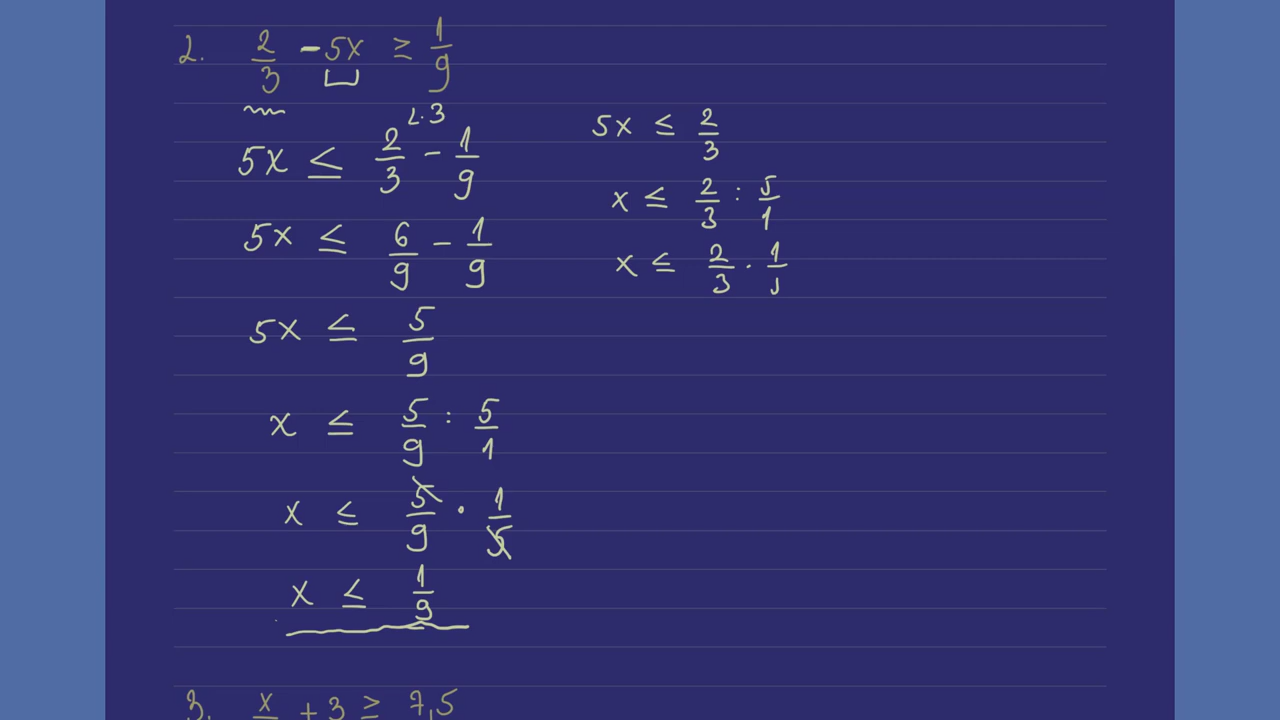 2. 2/3 - 5x ≥ 1/9
5x ≤ 2/3 - 1/9
2·3
5x ≤ 6/9 - 1/9
5x ≤ 5/9
x ≤ 5/9 : 5/1
x ≤ 5/9 · 1/5
x ≤ 1/9
5x ≤ 2/3
x ≤ 2/3 : 5/1
x ≤ 2/3 · 1/
3. x + 3 ≥ 7,5